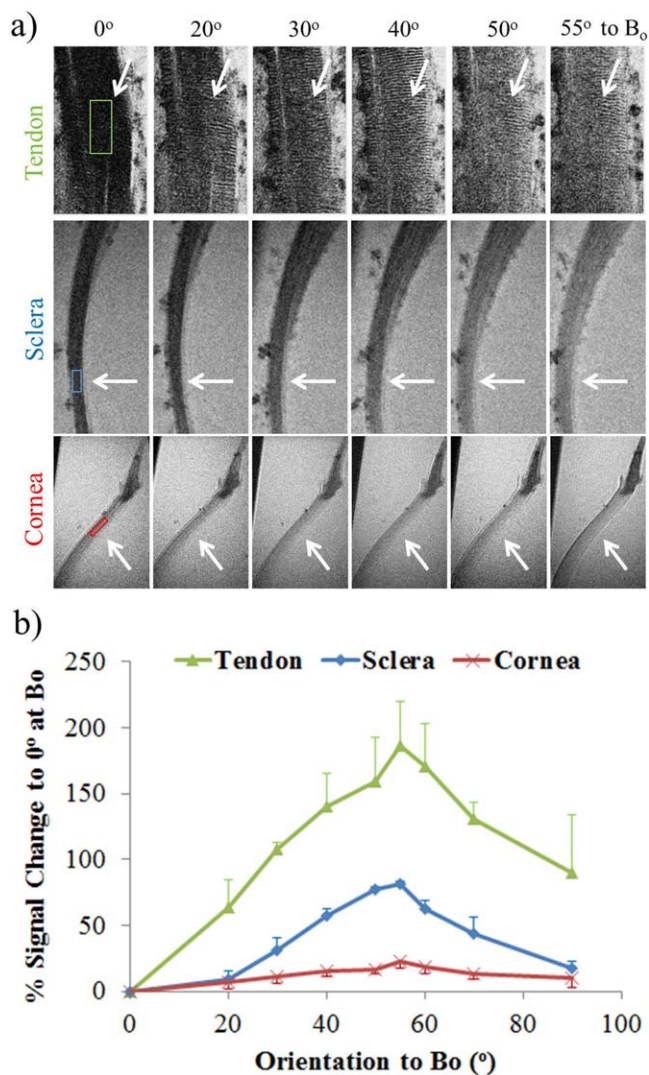 a)
0° 20° 30° 40° 50° 55° to Bₒ
Tendon
Sclera
Cornea
b)
Tendon Sclera Cornea
% Signal Change to 0° at Bo
250
200
150
100
50
0
0 20 40 60 80 100
Orientation to Bo (°)